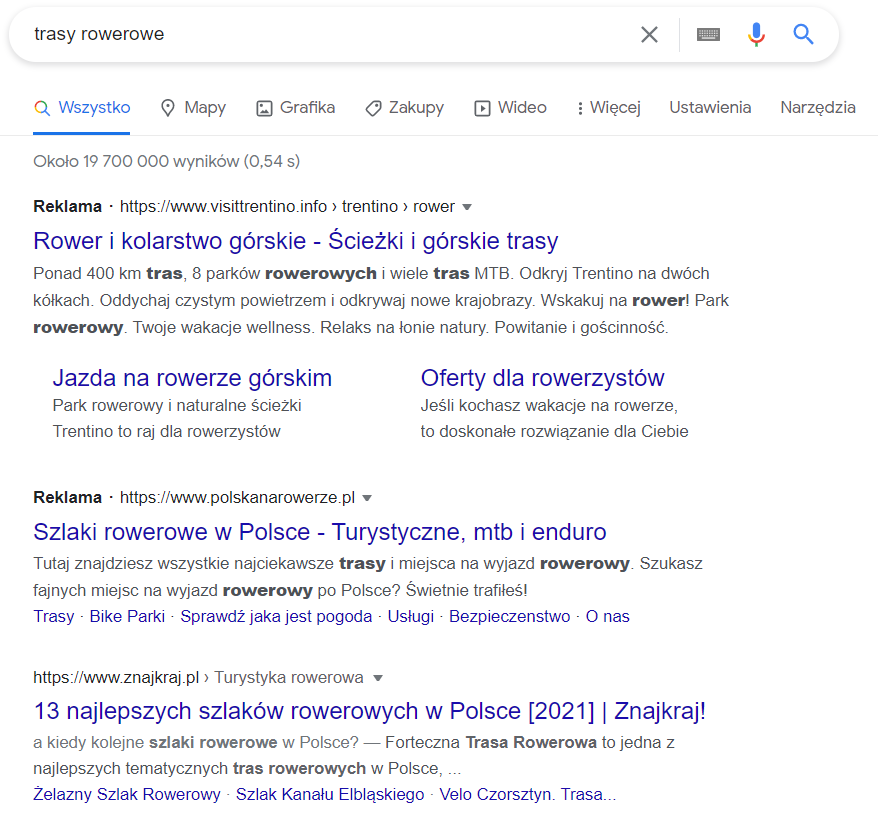 trasy rowerowe
Wszystko Mapy Grafika Zakupy Wideo Więcej Ustawienia Narzędzia
Około 19 700 000 wyników (0,54 s)
Reklama · https://www.visittrentino.info › trentino › rower
Rower i kolarstwo górskie - Ścieżki i górskie trasy
Ponad 400 km tras, 8 parków rowerowych i wiele tras MTB. Odkryj Trentino na dwóch
kółkach. Oddychaj czystym powietrzem i odkrywaj nowe krajobrazy. Wskakuj na rower! Park
rowerowy. Twoje wakacje wellness. Relaks na łonie natury. Powitanie i gościnność.
Jazda na rowerze górskim
Park rowerowy i naturalne ścieżki
Trentino to raj dla rowerzystów
Oferty dla rowerzystów
Jeśli kochasz wakacje na rowerze,
to doskonałe rozwiązanie dla Ciebie
Reklama · https://www.polskanarowerze.pl
Szlaki rowerowe w Polsce - Turystyczne, mtb i enduro
Tutaj znajdziesz wszystkie najciekawsze trasy i miejsca na wyjazd rowerowy. Szukasz
fajnych miejsc na wyjazd rowerowy po Polsce? Świetnie trafiłeś!
Trasy · Bike Parki · Sprawdź jaka jest pogoda · Usługi · Bezpieczenstwo · O nas
https://www.znajkraj.pl › Turystyka rowerowa
13 najlepszych szlaków rowerowych w Polsce [2021] | Znajkraj!
a kiedy kolejne szlaki rowerowe w Polsce? — Forteczna Trasa Rowerowa to jedna z
najlepszych tematycznych tras rowerowych w Polsce, ...
Żelazny Szlak Rowerowy · Szlak Kanału Elbląskiego · Velo Czorsztyn. Trasa...